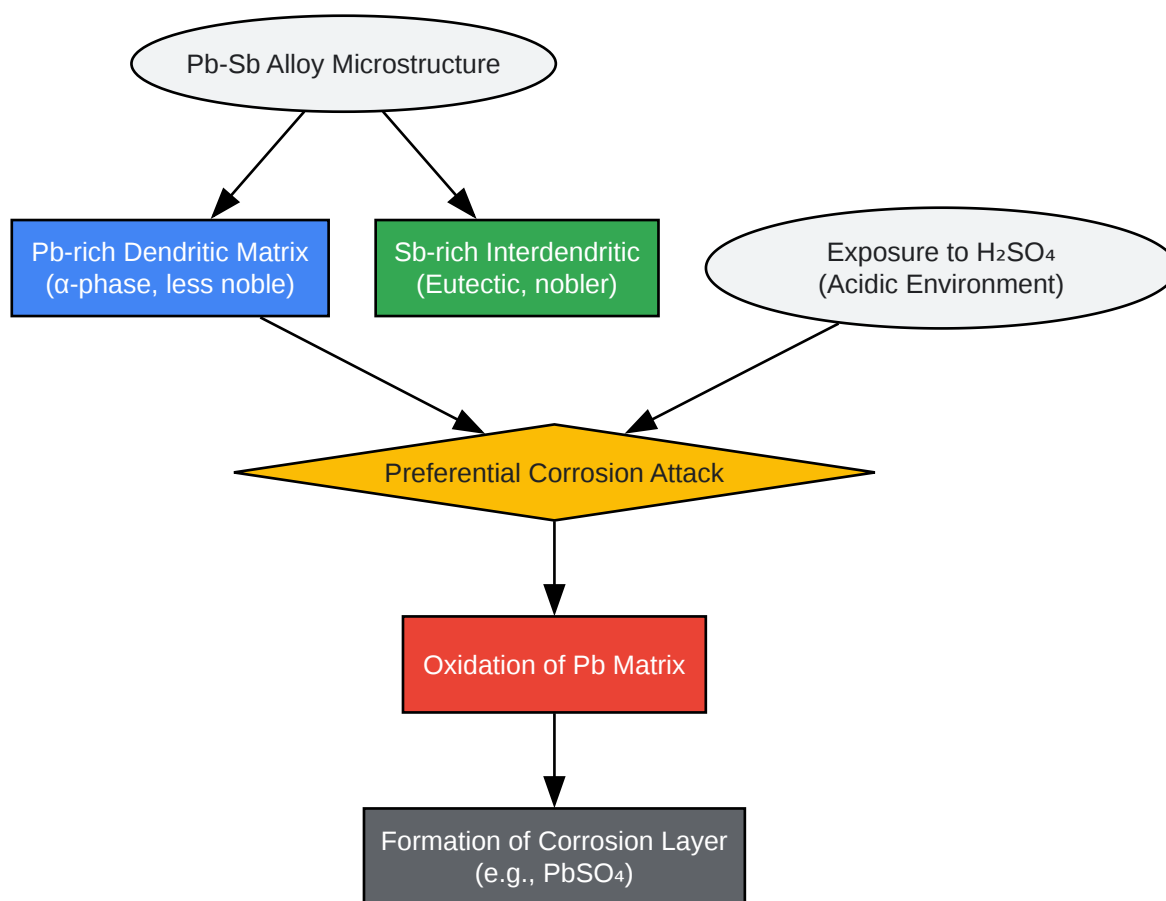 Pb-Sb Alloy Microstructure
Pb-rich Dendritic Matrix
(α-phase, less noble)
Sb-rich Interdendritic
(Eutectic, nobler)
Exposure to H₂SO₄
(Acidic Environment)
Preferential Corrosion Attack
Oxidation of Pb Matrix
Formation of Corrosion Layer
(e.g., PbSO₄)